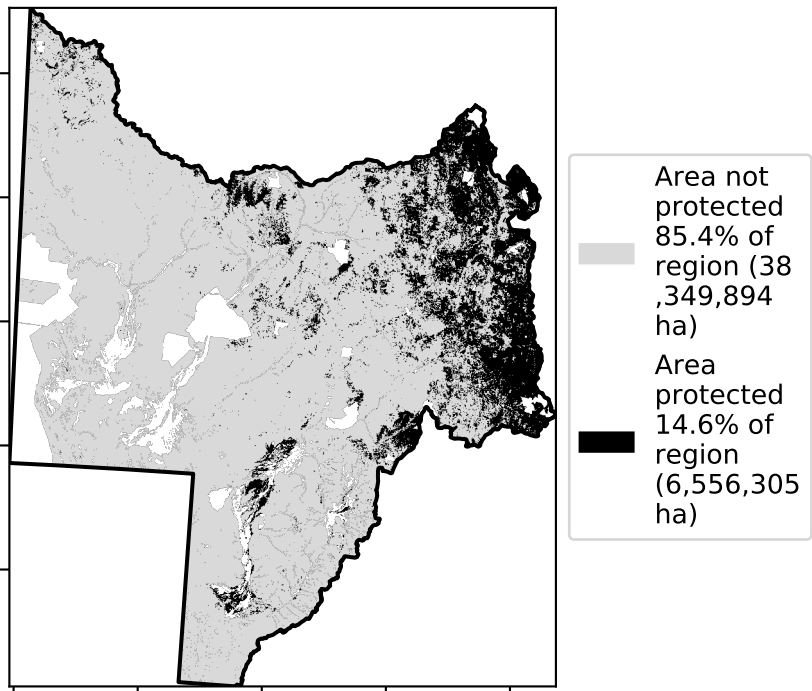 Area not
protected
85.4% of
region (38
,349,894
ha)
Area
protected
14.6% of
region
(6,556,305
ha)